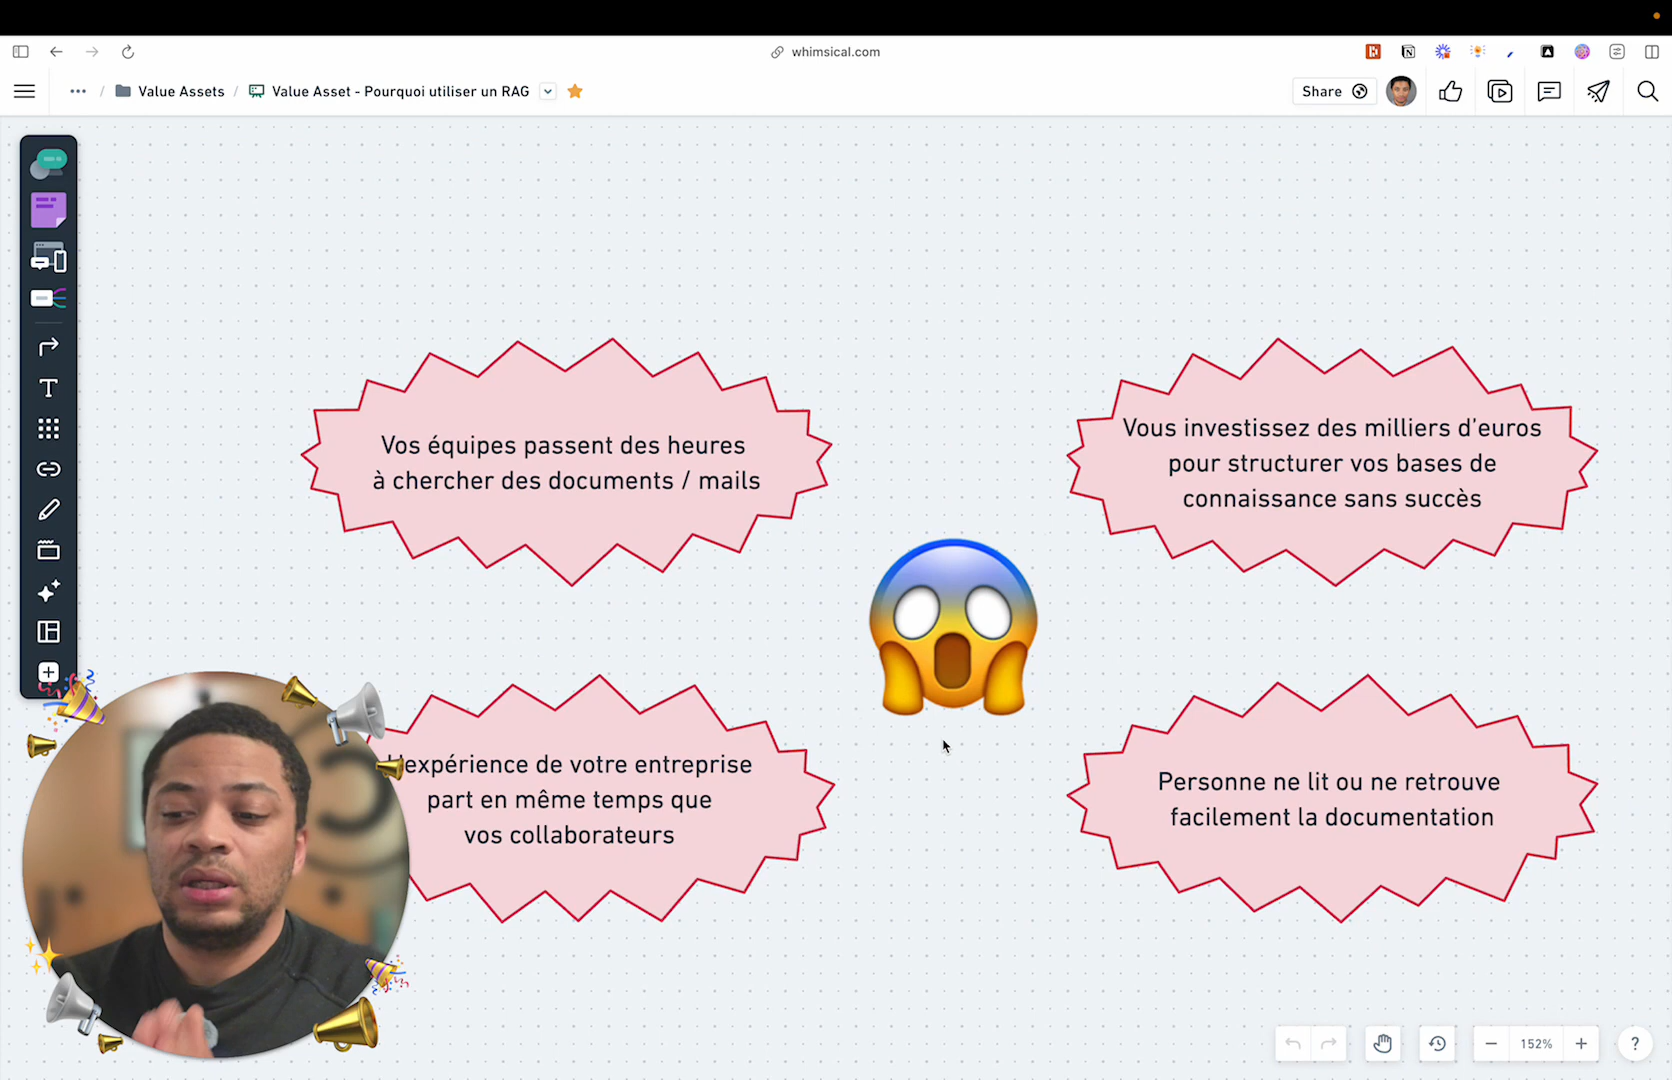 whimsical.com
... / Value Assets / Value Asset - Pourquoi utiliser un RAG
Share
Vos équipes passent des heures
à chercher des documents / mails
Vous investissez des milliers d'euros
pour structurer vos bases de
connaissance sans succès
L'expérience de votre entreprise
part en même temps que
vos collaborateurs
Personne ne lit ou ne retrouve
facilement la documentation
152%